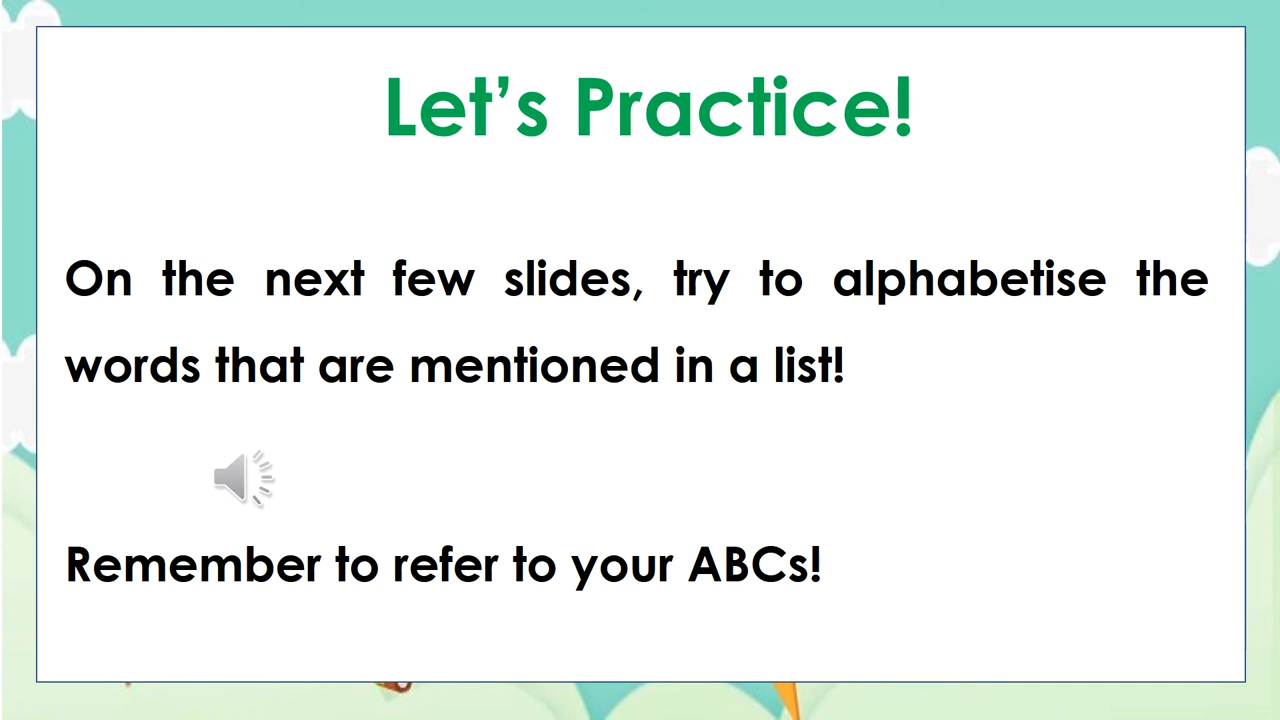 Let’s Practice!
On the next few slides, try to alphabetise the
words that are mentioned in a list!
Remember to refer to your ABCs!